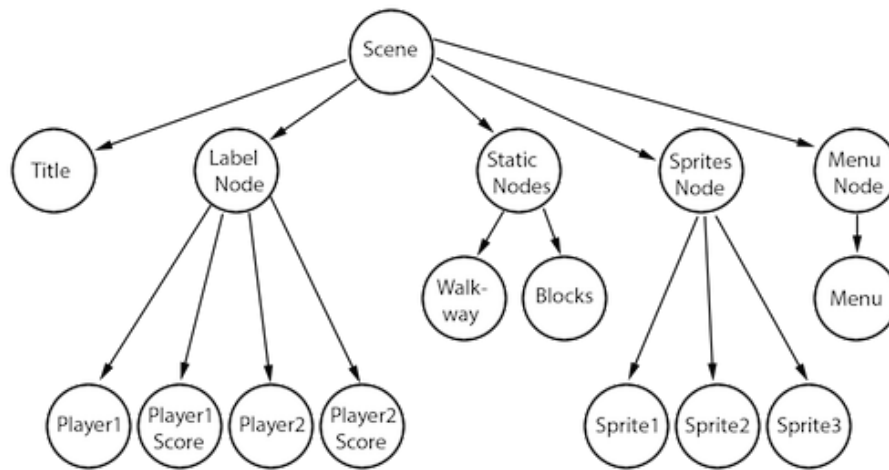 Scene
Title
Label
Node
Static
Nodes
Sprites
Node
Menu
Node
Walk-
way
Blocks
Menu
Player1
Player1
Score
Player2
Player2
Score
Sprite1
Sprite2
Sprite3